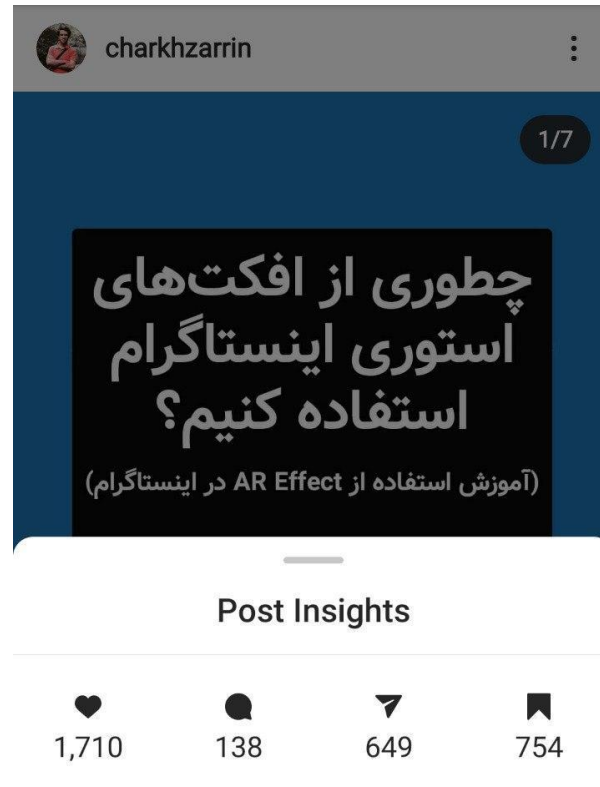 charkhzarrin
1/7
چطوری از افکت‌های
استوری اینستاگرام
استفاده کنیم؟
(آموزش استفاده از AR Effect در اینستاگرام)
Post Insights
1,710 138 649 754